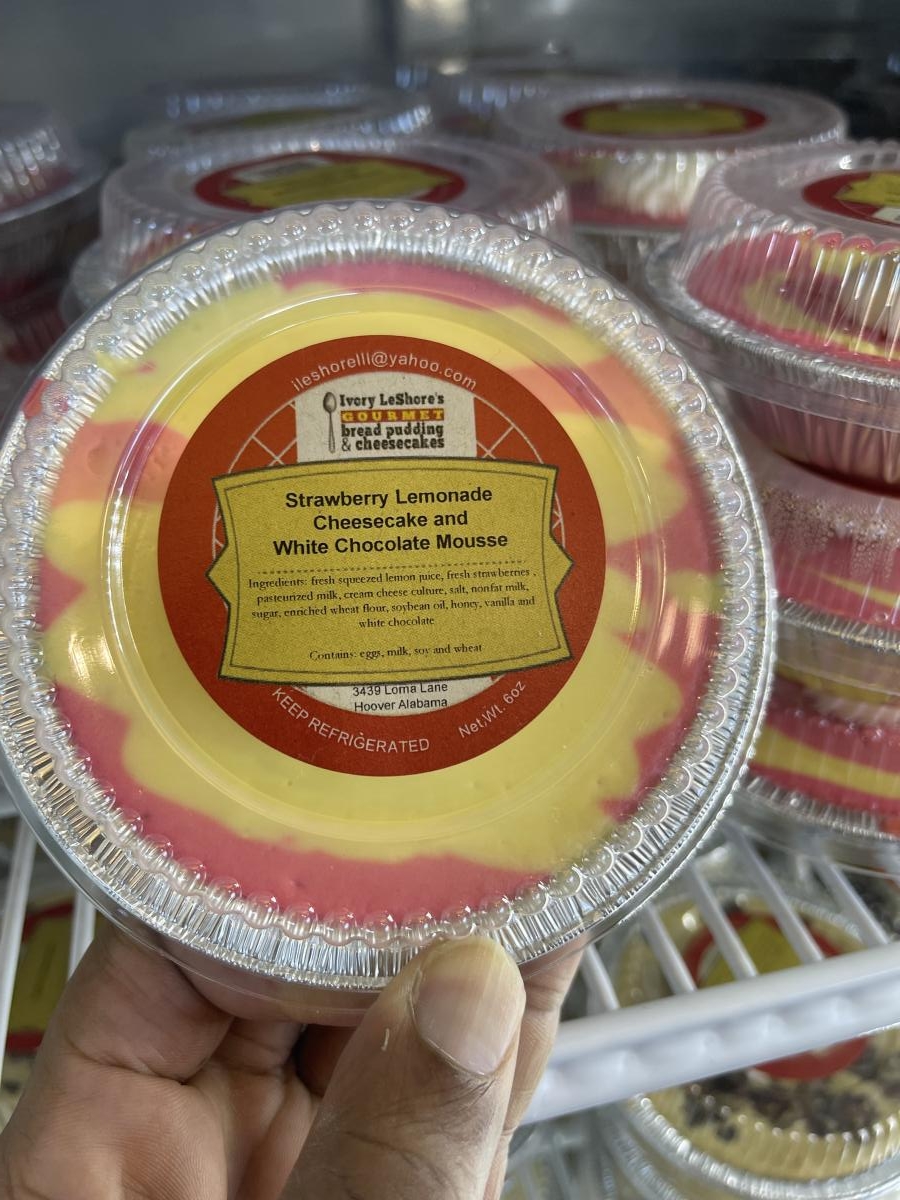 ileshorelli@yahoo.com
Ivory LeShore's
GOURMET
bread pudding
& cheesecakes
Strawberry Lemonade
Cheesecake and
White Chocolate Mousse
Ingredients: fresh squeezed lemon juice, fresh strawberries ,
pasteurized milk, cream cheese culture, salt, nonfat milk,
sugar, enriched wheat flour, soybean oil, honey, vanilla and
white chocolate
Contains: eggs, milk, soy and wheat
3439 Lorna Lane
Hoover Alabama
KEEP REFRIGERATED
Net,Wt. 6oz